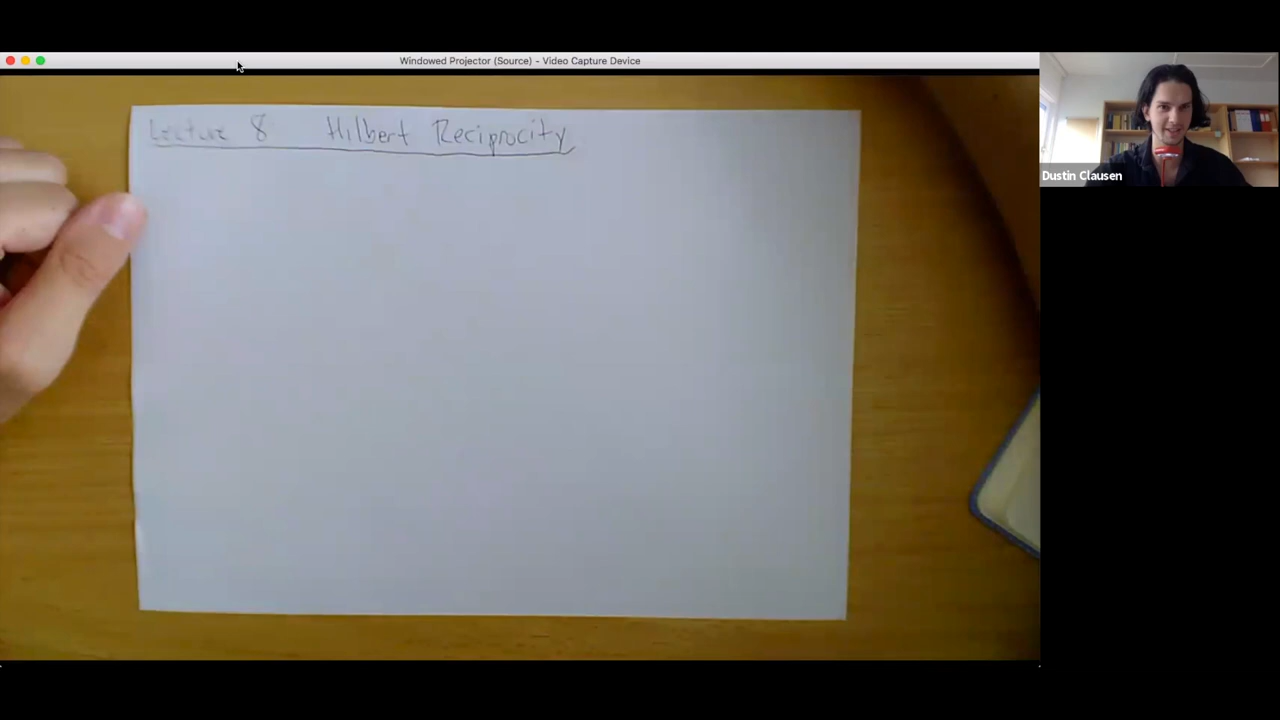 Windowed Projector (Source) - Video Capture Device
Lecture 8 Hilbert Reciprocity
Dustin Clausen